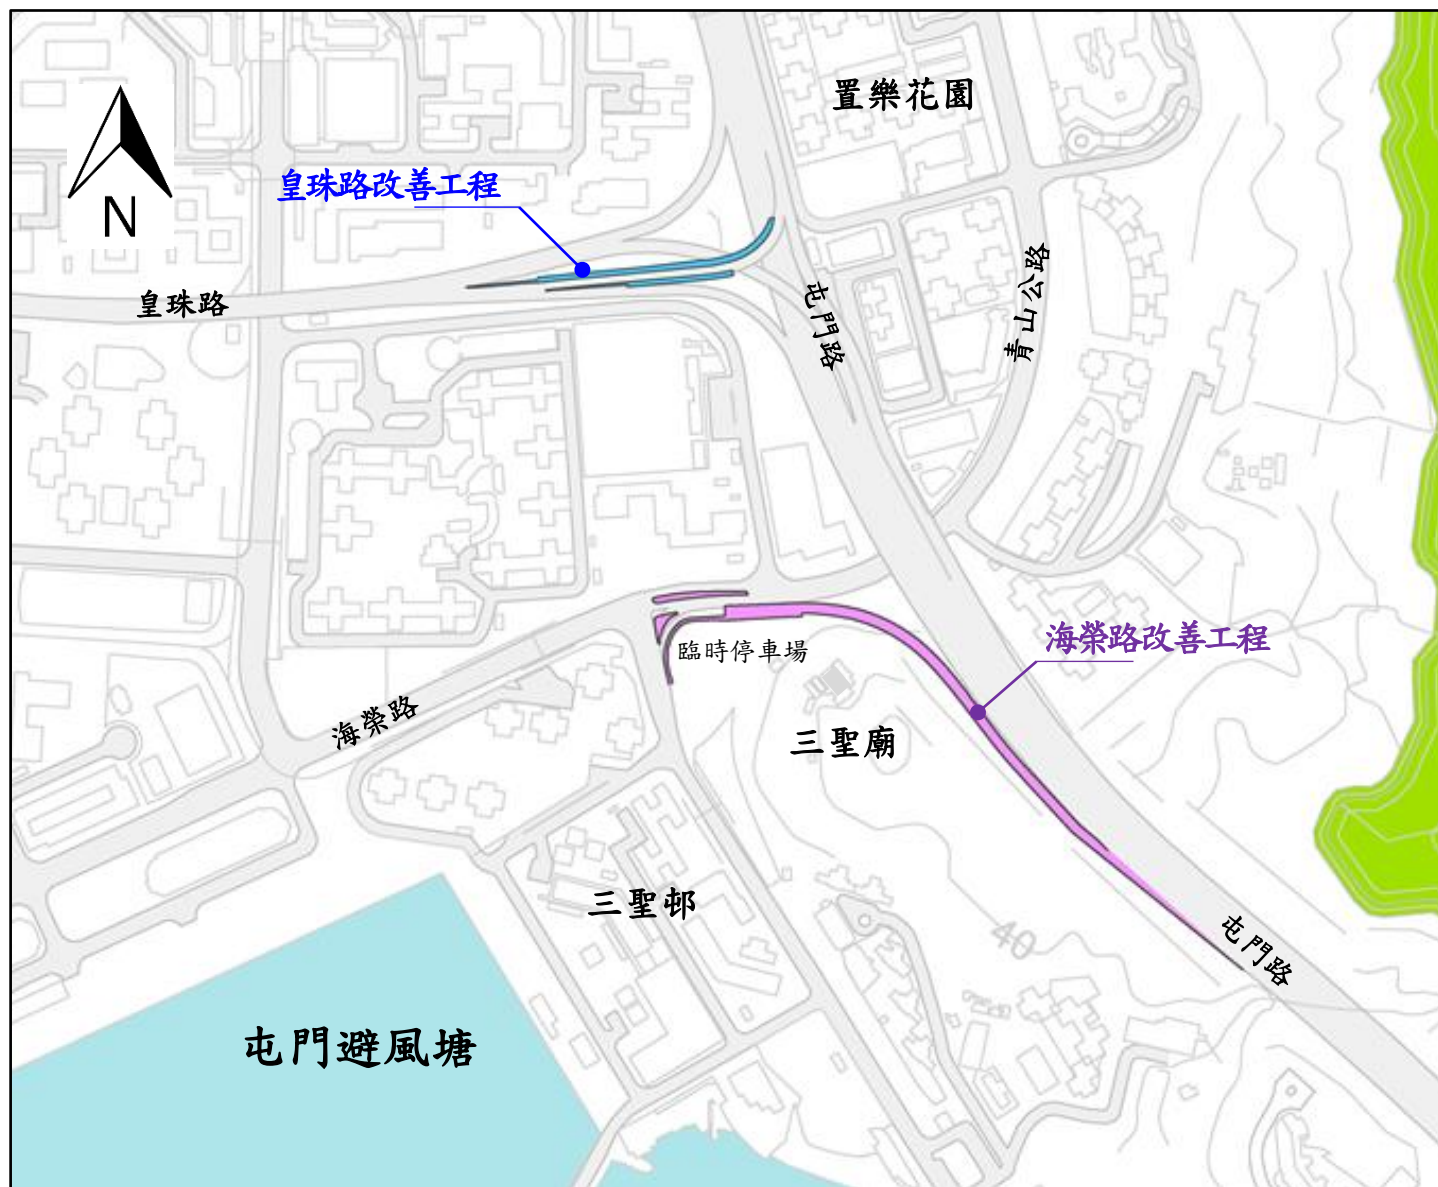 置樂花園
N
皇珠路改善工程
皇珠路
屯門路
青山公路
海榮路改善工程
臨時停車場
海榮路
三聖廟
三聖邨
40
屯門路
屯門避風塘